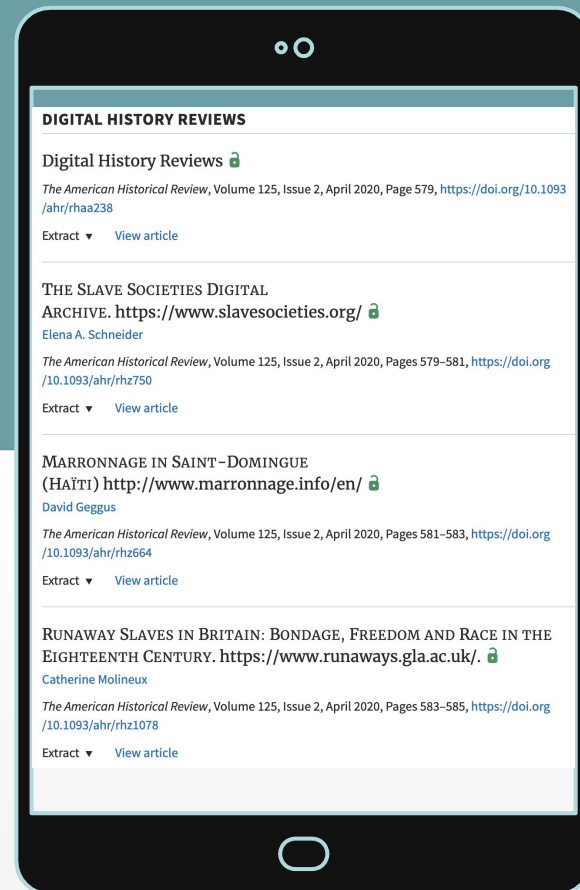 DIGITAL HISTORY REVIEWS
Digital History Reviews
The American Historical Review, Volume 125, Issue 2, April 2020, Page 579, https://doi.org/10.1093
/ahr/rhaa238
Extract ▼ View article
THE SLAVE SOCIETIES DIGITAL
ARCHIVE. https://www.slavesocieties.org/
Elena A. Schneider
The American Historical Review, Volume 125, Issue 2, April 2020, Pages 579–581, https://doi.org
/10.1093/ahr/rhz750
Extract ▼ View article
MARRONNAGE IN SAINT-DOMINGUE
(HAÏTI) http://www.marronnage.info/en/
David Geggus
The American Historical Review, Volume 125, Issue 2, April 2020, Pages 581–583, https://doi.org
/10.1093/ahr/rhz664
Extract ▼ View article
RUNAWAY SLAVES IN BRITAIN: BONDAGE, FREEDOM AND RACE IN THE
EIGHTEENTH CENTURY. https://www.runaways.gla.ac.uk/.
Catherine Molineux
The American Historical Review, Volume 125, Issue 2, April 2020, Pages 583–585, https://doi.org
/10.1093/ahr/rhz1078
Extract ▼ View article